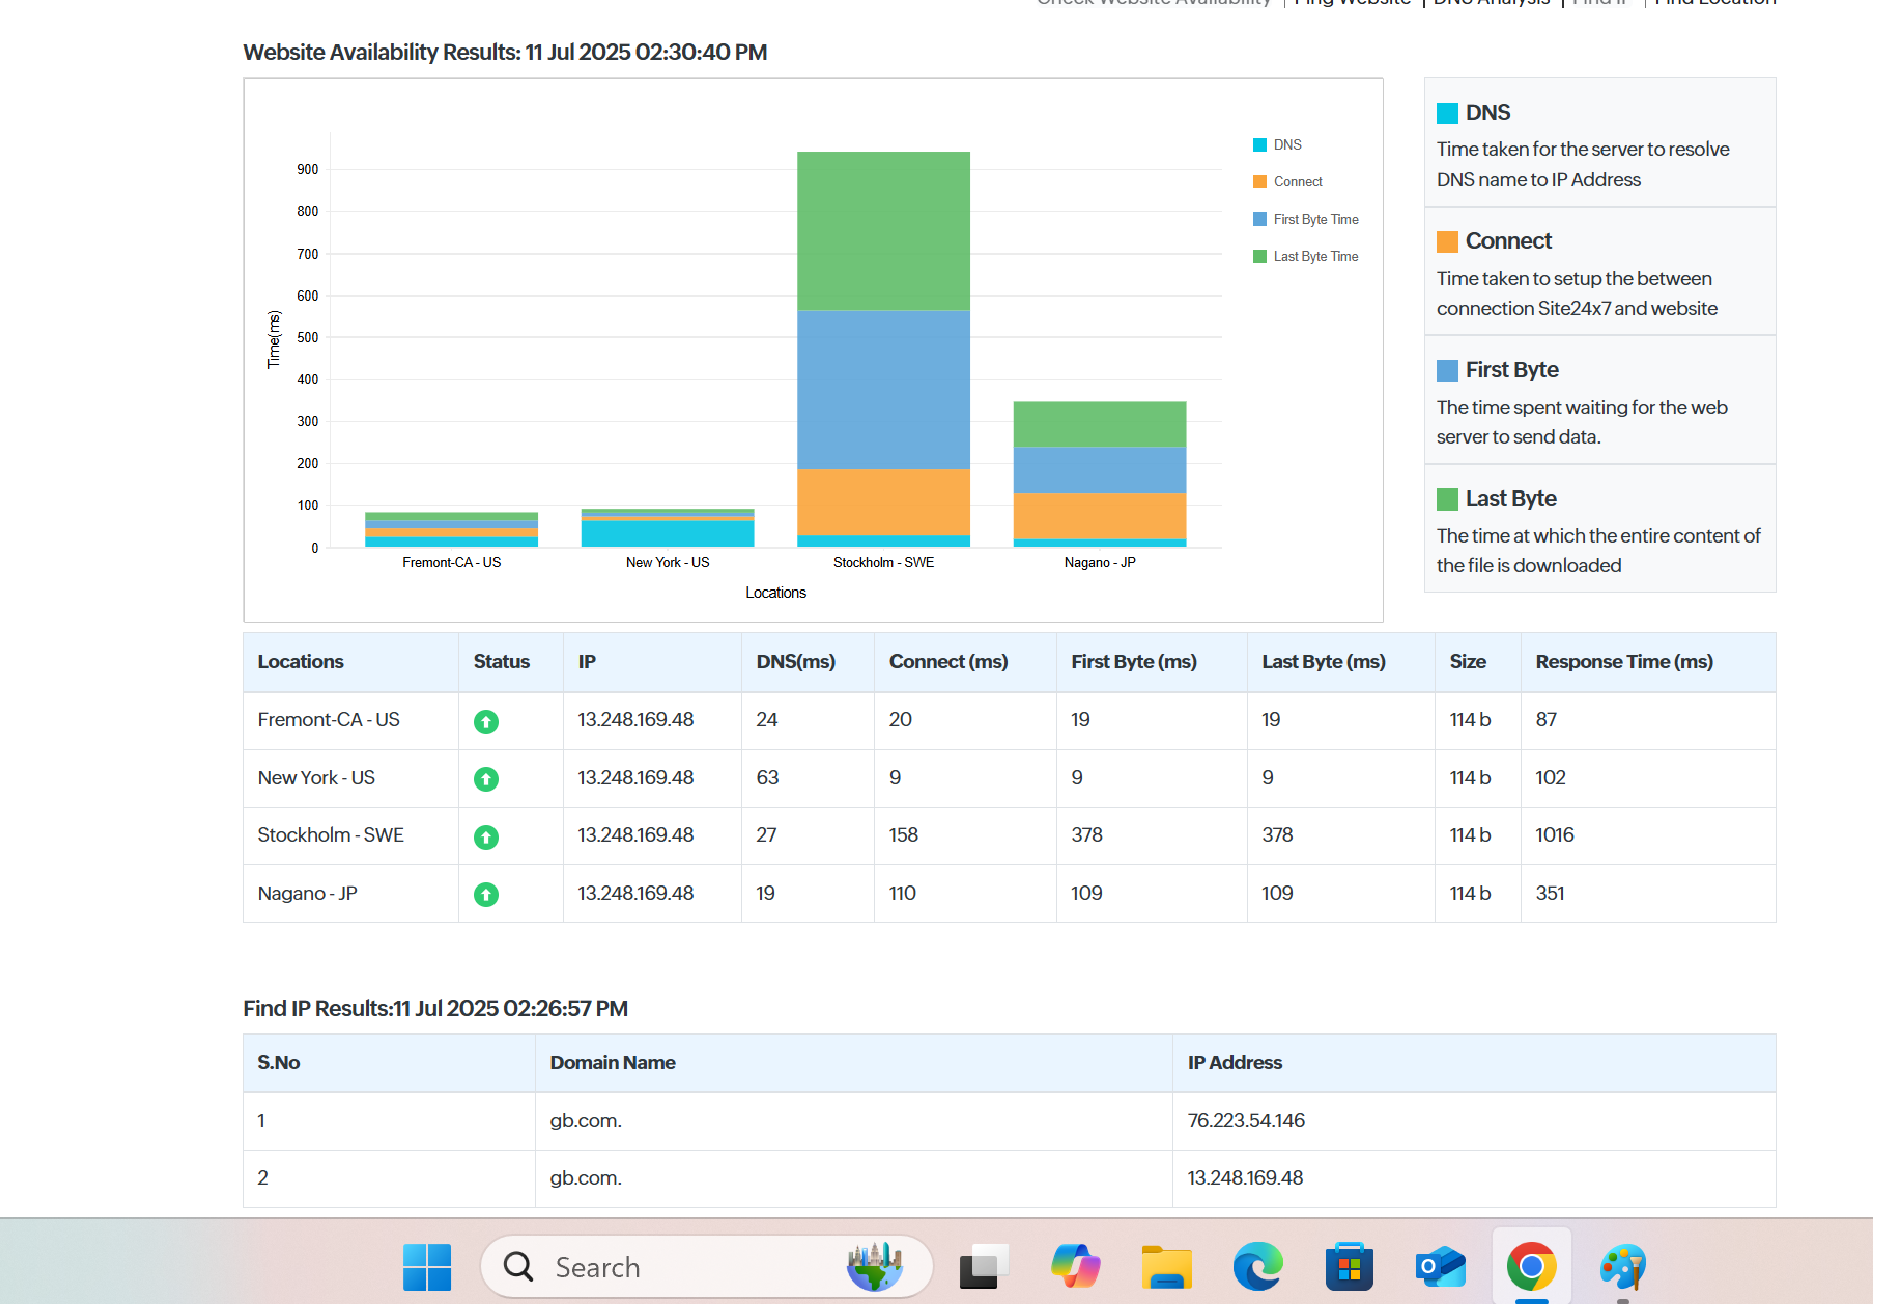 Check Website Availability | Ping Website | DNS Analysis | Find IP | Find Location
Website Availability Results: 11 Jul 2025 02:30:40 PM
900
800
700
600
500
400
300
200
100
0
Time(ms)
Fremont-CA - US
New York - US
Stockholm - SWE
Nagano - JP
Locations
DNS
Connect
First Byte Time
Last Byte Time
DNS
Time taken for the server to resolve
DNS name to IP Address
Connect
Time taken to setup the between
connection Site24x7 and website
First Byte
The time spent waiting for the web
server to send data.
Last Byte
The time at which the entire content of
the file is downloaded
Locations Status IP DNS(ms) Connect (ms) First Byte (ms) Last Byte (ms) Size Response Time (ms)
Fremont-CA - US 13.248.169.48 24 20 19 19 114 b 87
New York - US 13.248.169.48 63 9 9 9 114 b 102
Stockholm - SWE 13.248.169.48 27 158 378 378 114 b 1016
Nagano - JP 13.248.169.48 19 110 109 109 114 b 351
Find IP Results:11 Jul 2025 02:26:57 PM
S.No Domain Name IP Address
1 gb.com. 76.223.54.146
2 gb.com. 13.248.169.48
Search